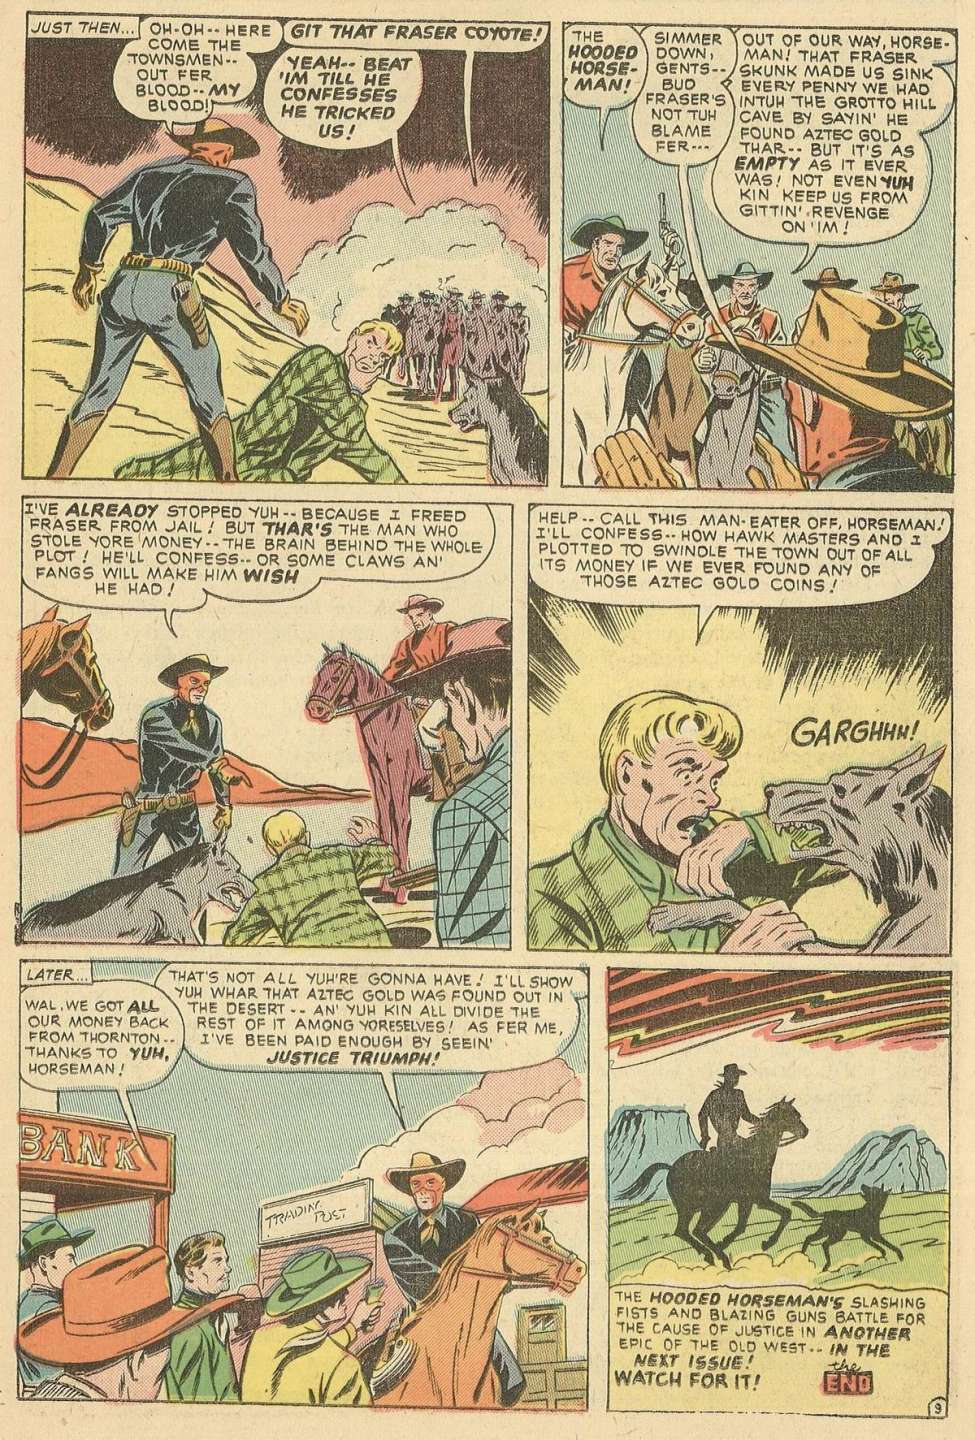 JUST THEN...
OH-OH-- HERE
COME THE
TOWNSMEN--
OUT FER
BLOOD-- MY
BLOOD!
GIT THAT FRASER COYOTE!
YEAH-- BEAT
'IM TILL HE
CONFESSES
HE TRICKED
US!
THE
HOODED
HORSE-
MAN!
SIMMER
DOWN,
GENTS--
BUD
FRASER'S
NOT TUH
BLAME
FER---
OUT OF OUR WAY, HORSE-
MAN! THAT FRASER
SKUNK MADE US SINK
EVERY PENNY WE HAD
INTUH THE GROTTO HILL
CAVE BY SAYIN' HE
FOUND AZTEC GOLD
THAR-- BUT IT'S AS
EMPTY AS IT EVER
WAS! NOT EVEN YUH
KIN KEEP US FROM
GITTIN' REVENGE
ON 'IM!
I'VE ALREADY STOPPED YUH-- BECAUSE I FREED
FRASER FROM JAIL! BUT THAR'S THE MAN WHO
STOLE YORE MONEY-- THE BRAIN BEHIND THE WHOLE
PLOT! HE'LL CONFESS-- OR SOME CLAWS AN'
FANGS WILL MAKE HIM WISH
HE HAD!
HELP-- CALL THIS MAN-EATER OFF, HORSEMAN!
I'LL CONFESS-- HOW HAWK MASTERS AND I
PLOTTED TO SWINDLE THE TOWN OUT OF ALL
ITS MONEY IF WE EVER FOUND ANY OF
THOSE AZTEC GOLD COINS!
GARGHHH!
LATER...
WAL, WE GOT ALL
OUR MONEY BACK
FROM THORNTON--
THANKS TO YUH,
HORSEMAN!
THAT'S NOT ALL YUH'RE GONNA HAVE! I'LL SHOW
YUH WHAR THAT AZTEC GOLD WAS FOUND OUT IN
THE DESERT-- AN' YUH KIN ALL DIVIDE THE
REST OF IT AMONG YORESELVES! AS FER ME,
I'VE BEEN PAID ENOUGH BY SEEIN'
JUSTICE TRIUMPH!
BANK
TRADIN'
POST
THE HOODED HORSEMAN'S SLASHING
FISTS AND BLAZING GUNS BATTLE FOR
THE CAUSE OF JUSTICE IN ANOTHER
EPIC OF THE OLD WEST-- IN THE
NEXT ISSUE!
WATCH FOR IT!
the
END
9